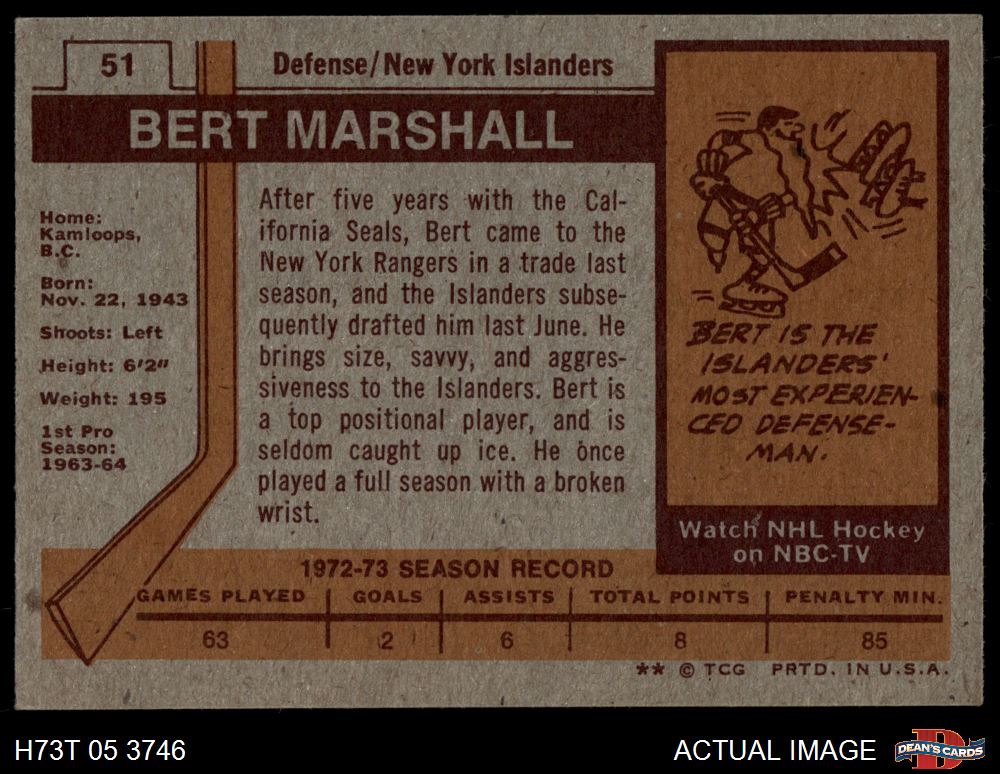 51
Defense/New York Islanders
BERT MARSHALL
Home:
Kamloops,
B.C.
Born:
Nov. 22, 1943
Shoots: Left
Height: 6'2"
Weight: 195
1st Pro
Season:
1963-64
After five years with the Cal-
ifornia Seals, Bert came to the
New York Rangers in a trade last
season, and the Islanders subse-
quently drafted him last June. He
brings size, savvy, and aggres-
siveness to the Islanders. Bert is
a top positional player, and is
seldom caught up ice. He once
played a full season with a broken
wrist.
BERT IS THE
ISLANDERS'
MOST EXPERIEN-
CED DEFENSE-
MAN.
Watch NHL Hockey
on NBC-TV
1972-73 SEASON RECORD
GAMES PLAYED GOALS ASSISTS TOTAL POINTS PENALTY MIN.
63 2 6 8 85
** © TCG PRTD. IN U.S.A.
H73T 05 3746
ACTUAL IMAGE
D
DEAN'S CARDS